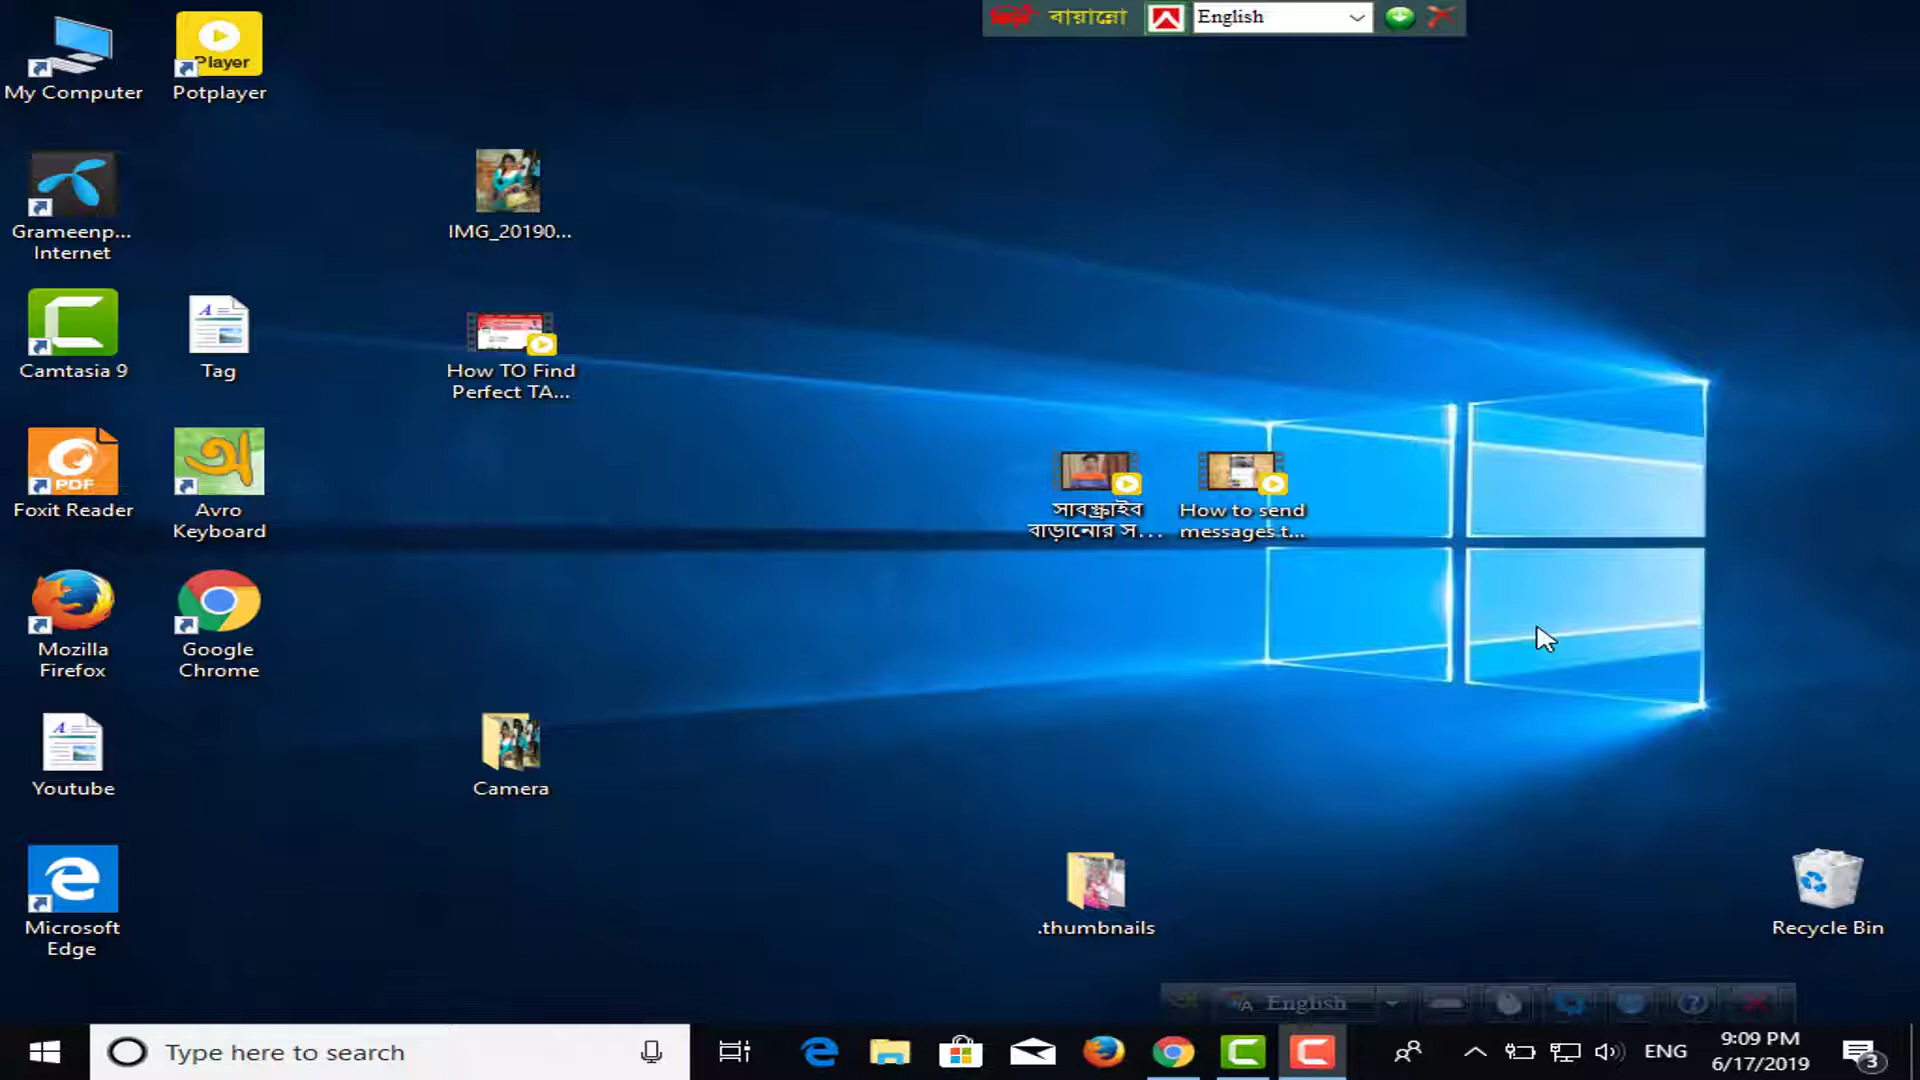 বায়ান্নো
English
My Computer
Player
Potplayer
Grameenp...
Internet
IMG_20190...
Camtasia 9
Tag
How TO Find
Perfect TA...
PDF
Foxit Reader
অ
Avro
Keyboard
সাবস্ক্রাইব
বাড়ানোর স...
How to send
messages t...
Mozilla
Firefox
Google
Chrome
Youtube
Camera
Microsoft
Edge
.thumbnails
Recycle Bin
English
Type here to search
ENG
9:09 PM
6/17/2019
3